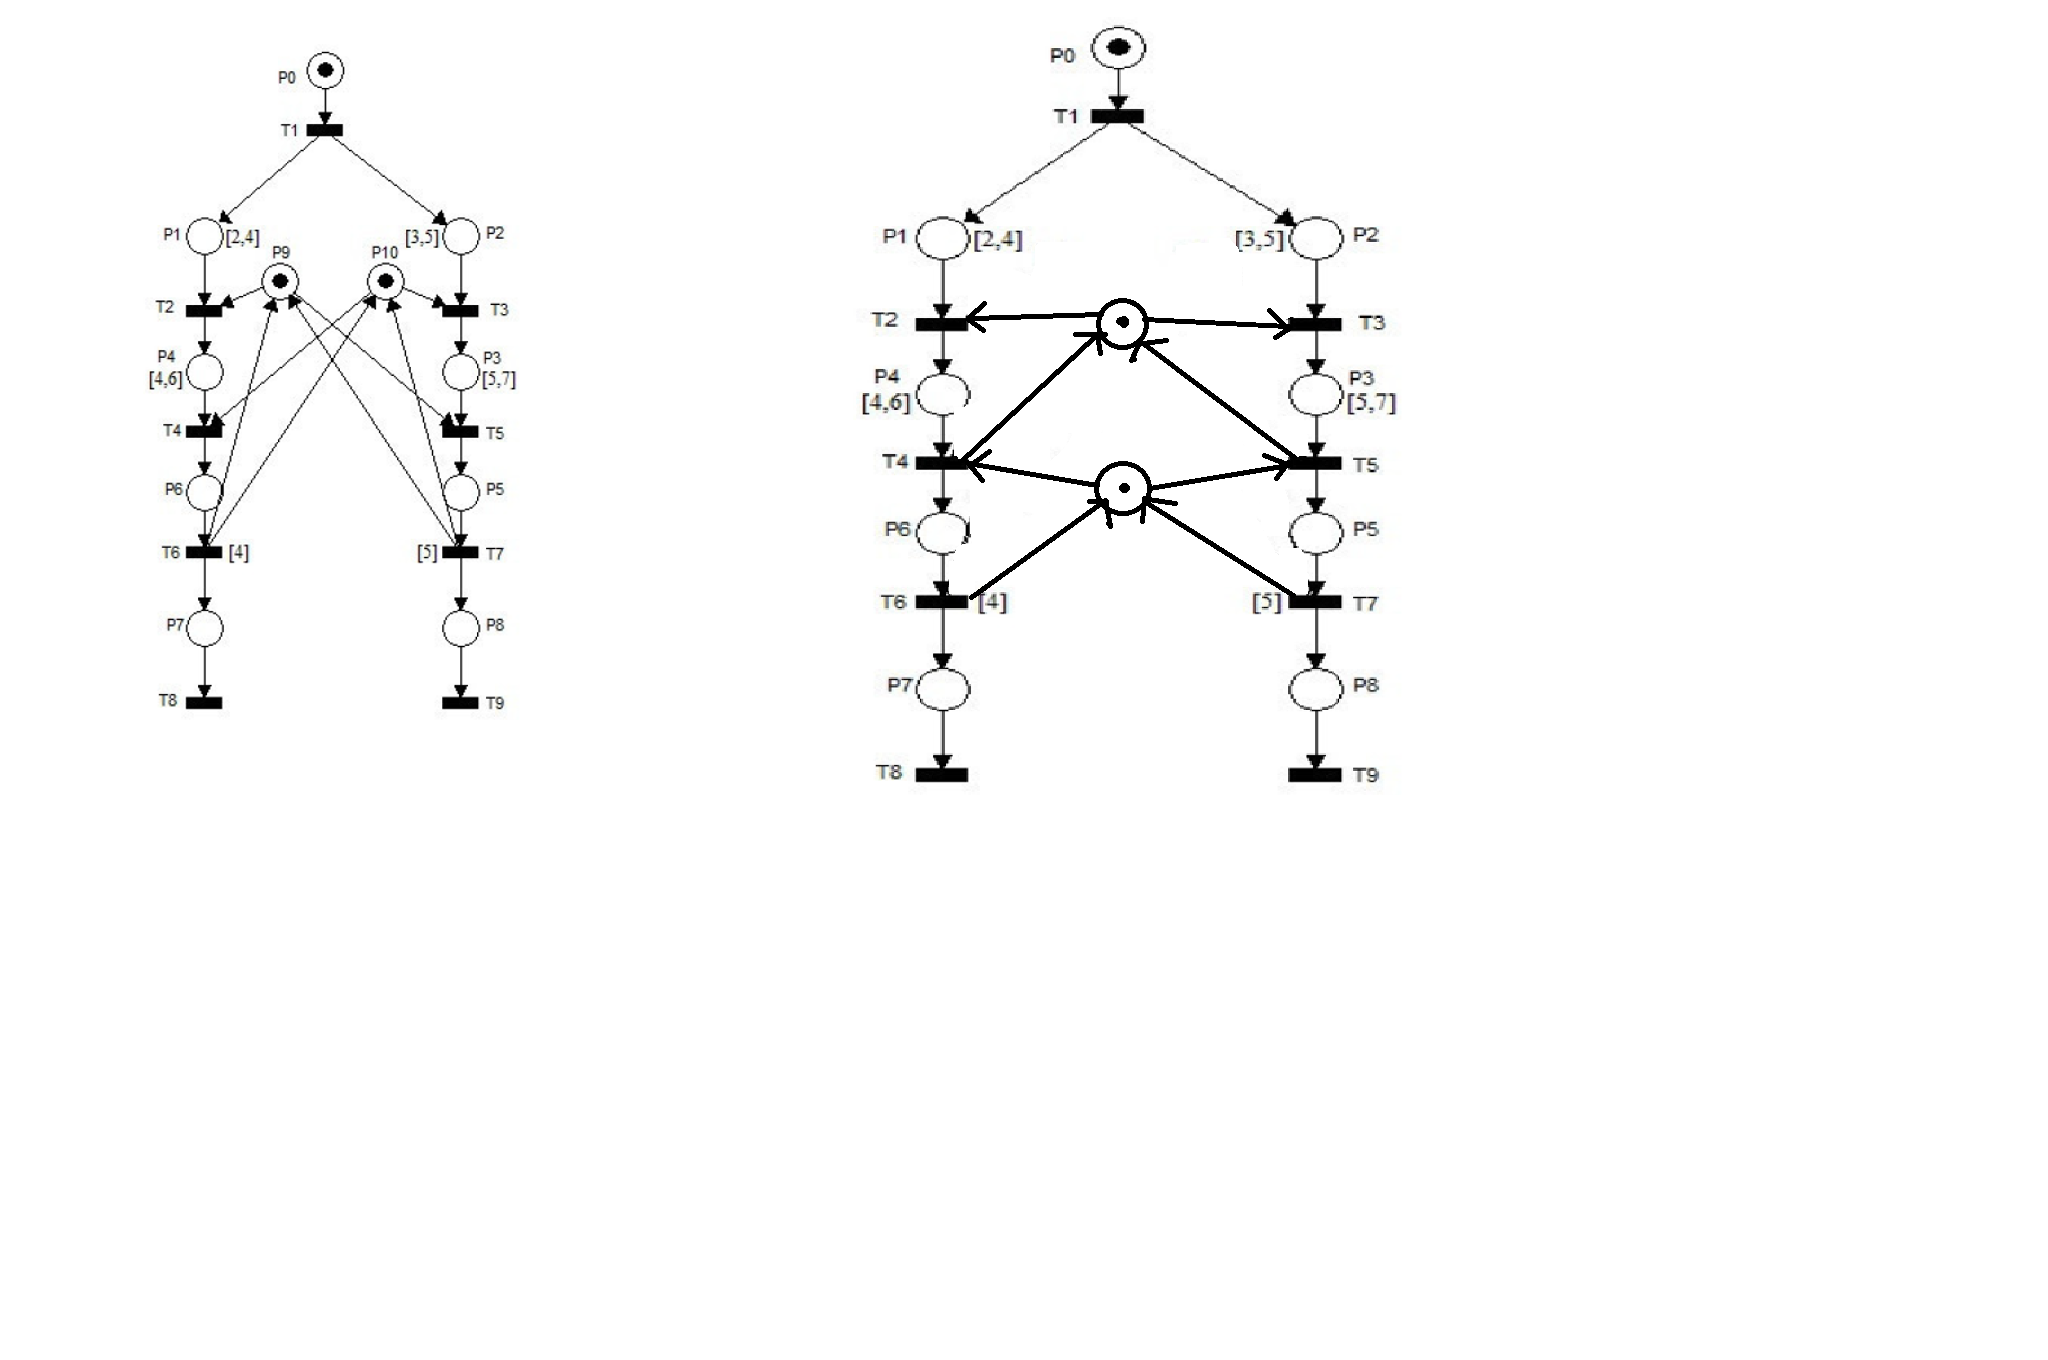 P0
T1
P1 [2,4] [3,5] P2
P9 P10
T2 T3
P4 P3
[4,6] [5,7]
T4 T5
P6 P5
T6 [4] [5] T7
P7 P8
T8 T9
P0
T1
P1 [2,4] [3,5] P2
T2 T3
P4 P3
[4,6] [5,7]
T4 T5
P6 P5
T6 [4] [5] T7
P7 P8
T8 T9